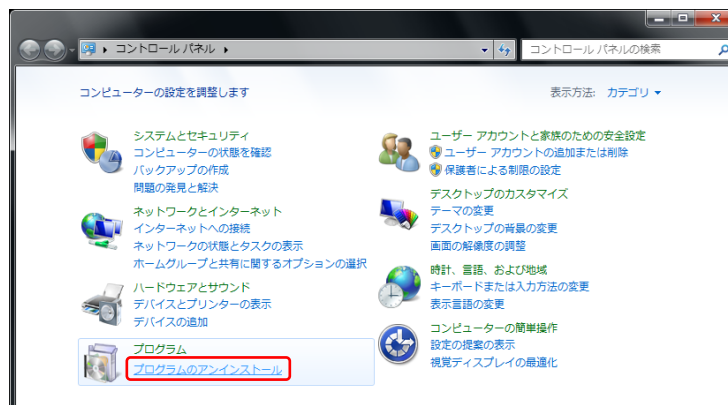 コントロール パネル
コントロール パネルの検索
コンピューターの設定を調整します
表示方法: カテゴリ
システムとセキュリティ
コンピューターの状態を確認
バックアップの作成
問題の発見と解決
ネットワークとインターネット
インターネットへの接続
ネットワークの状態とタスクの表示
ホームグループと共有に関するオプションの選択
ハードウェアとサウンド
デバイスとプリンターの表示
デバイスの追加
プログラム
プログラムのアンインストール
ユーザー アカウントと家族のための安全設定
ユーザー アカウントの追加または削除
保護者による制限の設定
デスクトップのカスタマイズ
テーマの変更
デスクトップの背景の変更
画面の解像度の調整
時計、言語、および地域
キーボードまたは入力方法の変更
表示言語の変更
コンピューターの簡単操作
設定の提案の表示
視覚ディスプレイの最適化